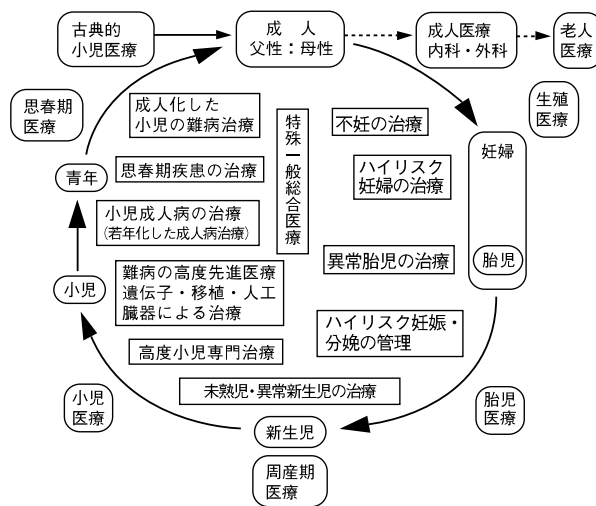 古典的
小児医療
成　人
父性：母性
成人医療
内科・外科
老人
医療
思春期
医療
成人化した
小児の難病治療
特殊一般総合医療
不妊の治療
生殖
医療
青年
思春期疾患の治療
ハイリスク
妊婦の治療
妊婦
小児成人病の治療
(若年化した成人病治療)
異常胎児の治療
胎児
小児
難病の高度先進医療
遺伝子・移植・人工
臓器による治療
ハイリスク妊娠・
分娩の管理
高度小児専門治療
未熟児・異常新生児の治療
小児
医療
胎児
医療
新生児
周産期
医療